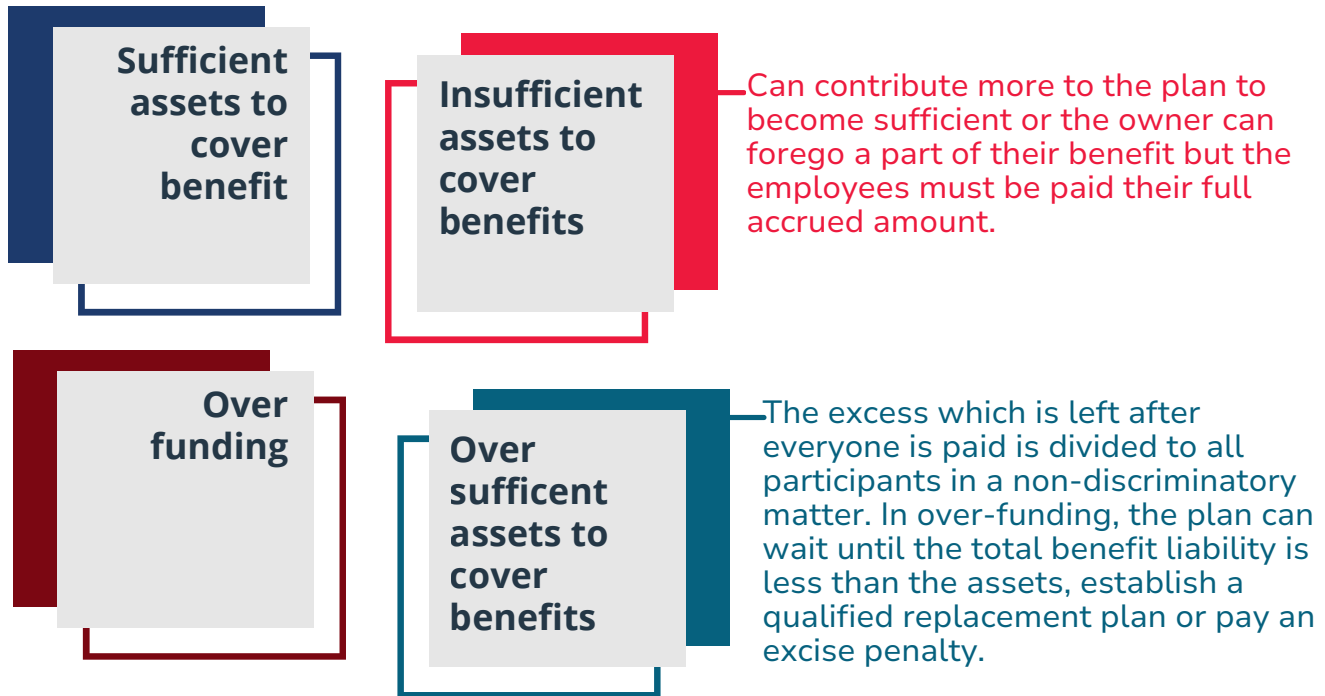 Sufficient
assets to
cover
benefit
Insufficient
assets to
cover
benefits
Can contribute more to the plan to
become sufficient or the owner can
forego a part of their benefit but the
employees must be paid their full
accrued amount.
Over
funding
Over
sufficent
assets to
cover
benefits
The excess which is left after
everyone is paid is divided to all
participants in a non-discriminatory
matter. In over-funding, the plan can
wait until the total benefit liability is
less than the assets, establish a
qualified replacement plan or pay an
excise penalty.